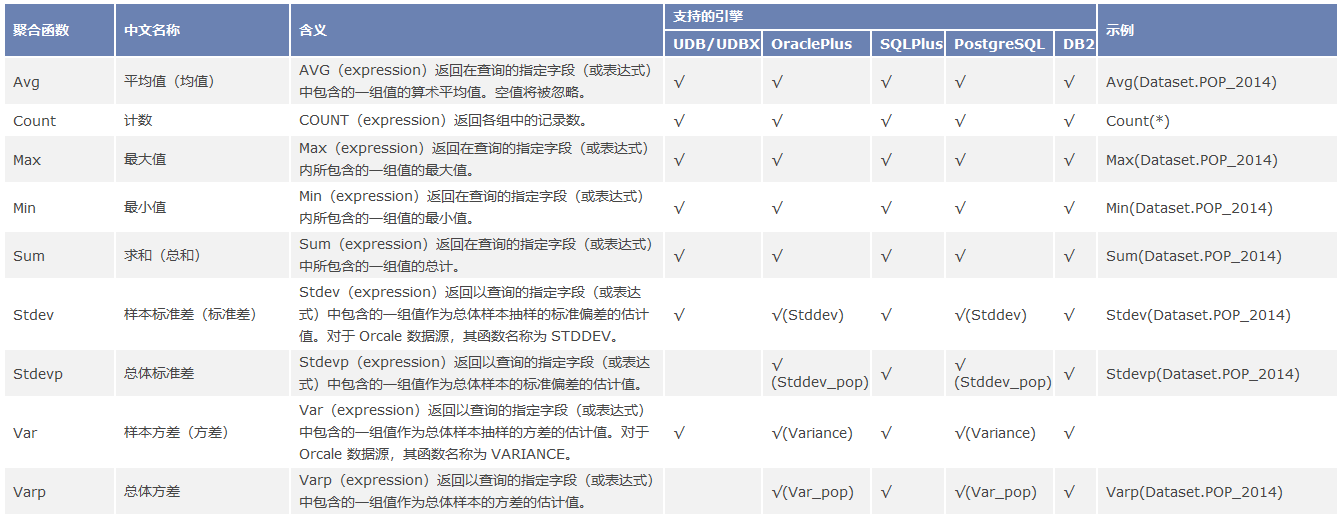 聚合函数 中文名称 含义 支持的引擎 示例
UDB/UDBX OraclePlus SQLPlus PostgreSQL DB2
Avg 平均值（均值） AVG（expression）返回在查询的指定字段（或表达式）
中包含的一组值的算术平均值。空值将被忽略。 √ √ √ √ √ Avg(Dataset.POP_2014)
Count 计数 COUNT（expression）返回各组中的记录数。 √ √ √ √ √ Count(*)
Max 最大值 Max（expression）返回在查询的指定字段（或表达式）
内所包含的一组值的最大值。 √ √ √ √ √ Max(Dataset.POP_2014)
Min 最小值 Min（expression）返回在查询的指定字段（或表达式）
内所包含的一组值的最小值。 √ √ √ √ √ Min(Dataset.POP_2014)
Sum 求和（总和） Sum（expression）返回在查询的指定字段（或表达式）
中所包含的一组值的总计。 √ √ √ √ √ Sum(Dataset.POP_2014)
Stdev 样本标准差（标准差） Stdev（expression）返回以查询的指定字段（或表达
式）中包含的一组值作为总体样本抽样的标准偏差的估计
值。对于 Orcale 数据源，其函数名称为 STDDEV。 √ √(Stddev) √ √(Stddev) √ Stdev(Dataset.POP_2014)
Stdevp 总体标准差 Stdevp（expression）返回以查询的指定字段（或表达
式）中包含的一组值作为总体样本的标准偏差的估计值。 √
(Stddev_pop) √ √
(Stddev_pop) √ Stdevp(Dataset.POP_2014)
Var 样本方差（方差） Var（expression）返回以查询的指定字段（或表达式）
中包含的一组值作为总体样本抽样的方差的估计值。对于
Orcale 数据源，其函数名称为 VARIANCE。 √ √(Variance) √ √(Variance) √
Varp 总体方差 Varp（expression）返回以查询的指定字段（或表达式）
中包含的一组值作为总体样本的方差的估计值。 √(Var_pop) √ √(Var_pop) √ Varp(Dataset.POP_2014)